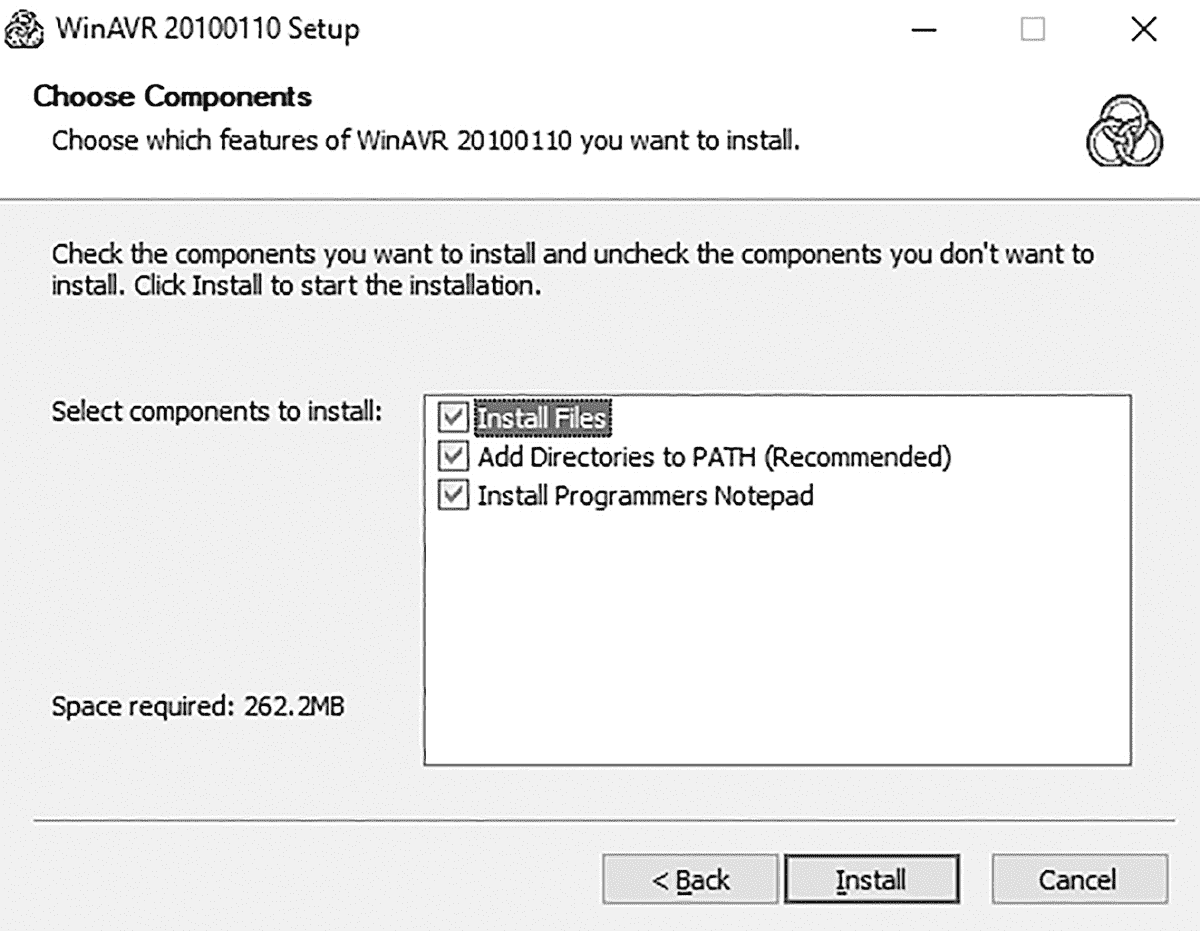 WinAVR 20100110 Setup
Choose Components
Choose which features of WinAVR 20100110 you want to install.
Check the components you want to install and uncheck the components you don't want to
install. Click Install to start the installation.
Select components to install:
Install Files
Add Directories to PATH (Recommended)
Install Programmers Notepad
Space required: 262.2MB
< Back
Install
Cancel